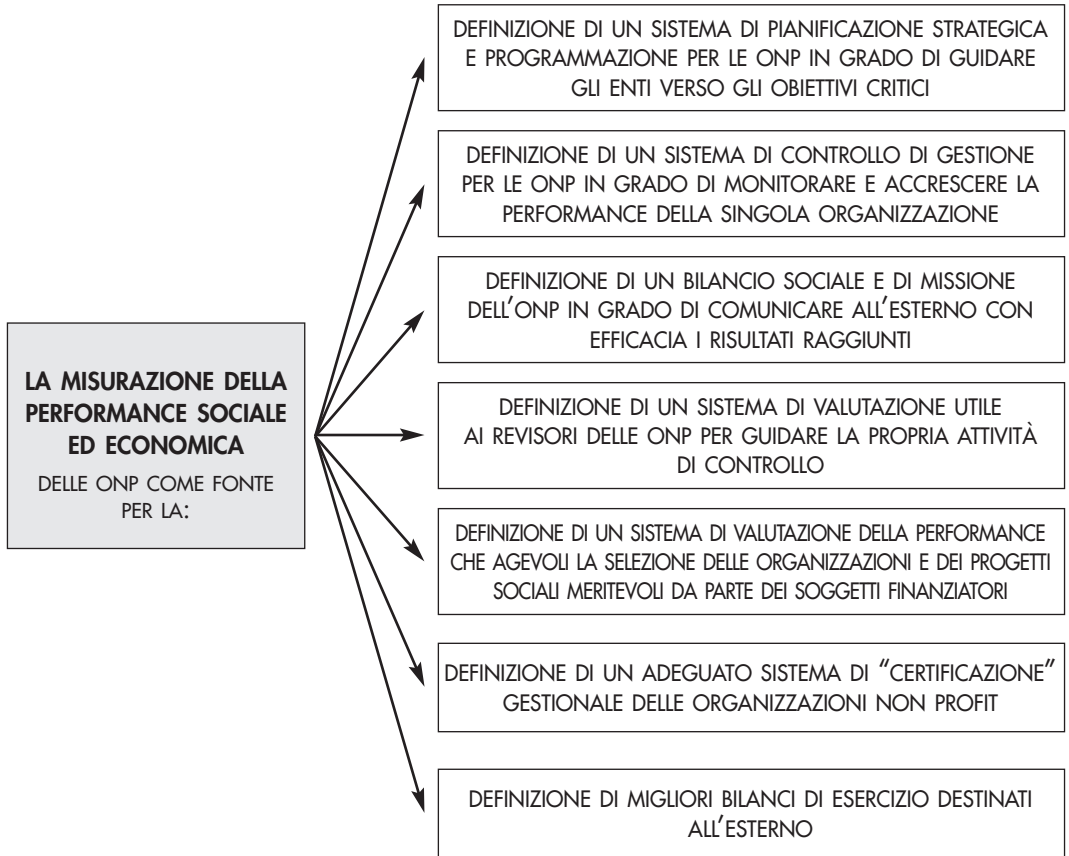 DEFINIZIONE DI UN SISTEMA DI PIANIFICAZIONE STRATEGICA
E PROGRAMMAZIONE PER LE ONP IN GRADO DI GUIDARE
GLI ENTI VERSO GLI OBIETTIVI CRITICI
DEFINIZIONE DI UN SISTEMA DI CONTROLLO DI GESTIONE
PER LE ONP IN GRADO DI MONITORARE E ACCRESCERE LA
PERFORMANCE DELLA SINGOLA ORGANIZZAZIONE
DEFINIZIONE DI UN BILANCIO SOCIALE E DI MISSIONE
DELL'ONP IN GRADO DI COMUNICARE ALL'ESTERNO CON
EFFICACIA I RISULTATI RAGGIUNTI
LA MISURAZIONE DELLA
PERFORMANCE SOCIALE
ED ECONOMICA
DELLE ONP COME FONTE
PER LA:
DEFINIZIONE DI UN SISTEMA DI VALUTAZIONE UTILE
AI REVISORI DELLE ONP PER GUIDARE LA PROPRIA ATTIVITÀ
DI CONTROLLO
DEFINIZIONE DI UN SISTEMA DI VALUTAZIONE DELLA PERFORMANCE
CHE AGEVOLI LA SELEZIONE DELLE ORGANIZZAZIONI E DEI PROGETTI
SOCIALI MERITEVOLI DA PARTE DEI SOGGETTI FINANZIATORI
DEFINIZIONE DI UN ADEGUATO SISTEMA DI "CERTIFICAZIONE"
GESTIONALE DELLE ORGANIZZAZIONI NON PROFIT
DEFINIZIONE DI MIGLIORI BILANCI DI ESERCIZIO DESTINATI
ALL'ESTERNO